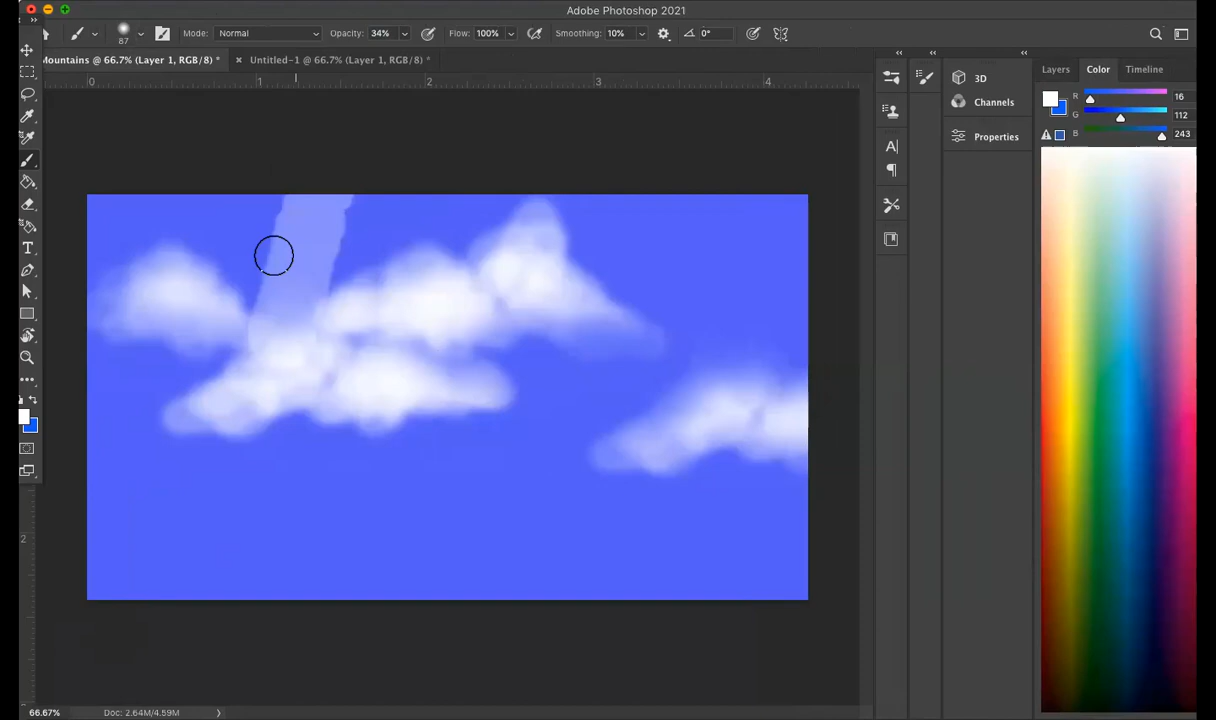 Adobe Photoshop 2021
87
Mode: Normal
Opacity: 34%
Flow: 100%
Smoothing: 10%
0°
Mountains @ 66.7% (Layer 1, RGB/8) *
× Untitled-1 @ 66.7% (Layer 1, RGB/8) *
0 1 2 3 4
3D
Channels
Properties
Layers Color Timeline
R 16
G 112
B 243
A
T
2
66.67% Doc: 2.64M/4.59M